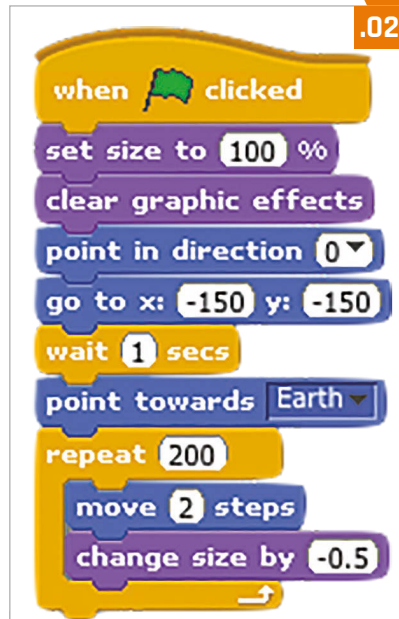 .02
when clicked
set size to 100 %
clear graphic effects
point in direction 0
go to x: -150 y: -150
wait 1 secs
point towards Earth
repeat 200
move 2 steps
change size by -0.5